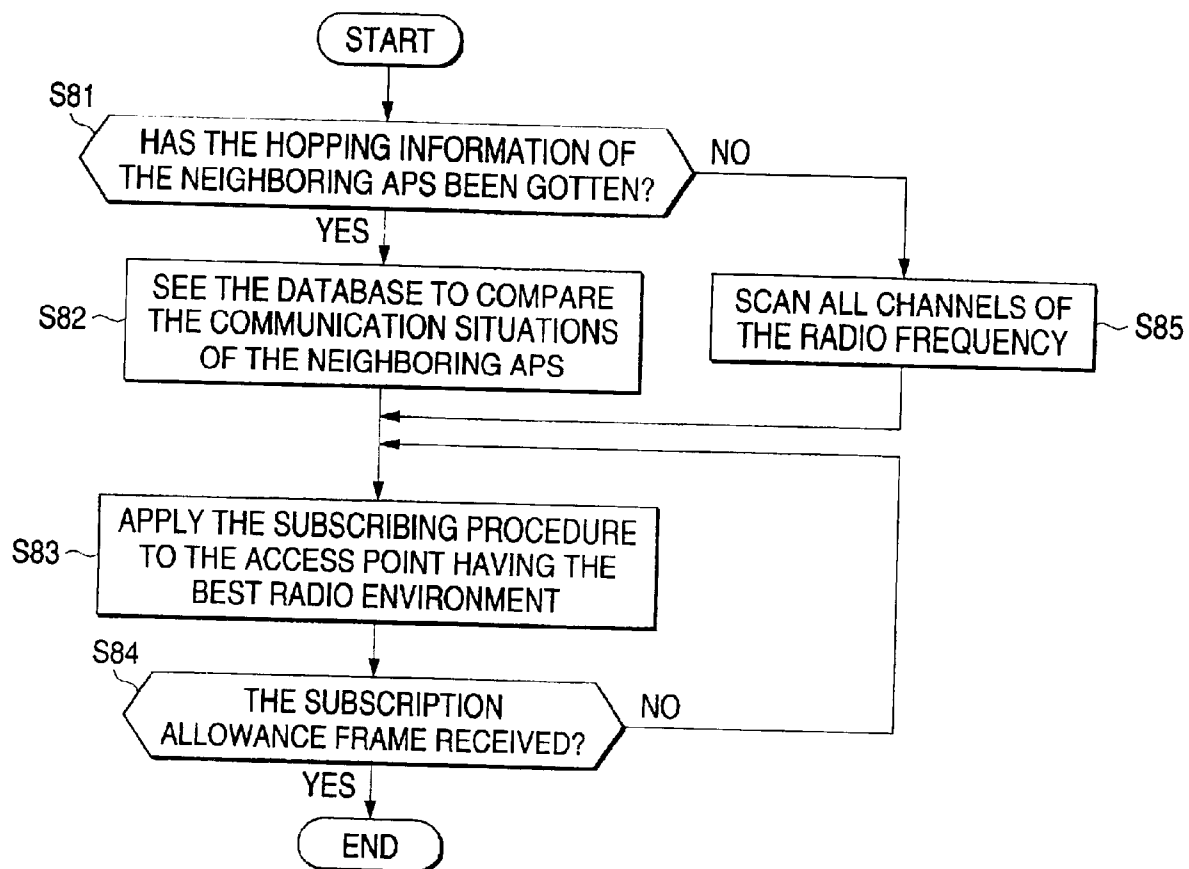 START
S81
HAS THE HOPPING INFORMATION OF
THE NEIGHBORING APS BEEN GOTTEN?
NO
YES
S82
SEE THE DATABASE TO COMPARE
THE COMMUNICATION SITUATIONS
OF THE NEIGHBORING APS
SCAN ALL CHANNELS OF
THE RADIO FREQUENCY
S85
S83
APPLY THE SUBSCRIBING PROCEDURE
TO THE ACCESS POINT HAVING THE
BEST RADIO ENVIRONMENT
S84
THE SUBSCRIPTION
ALLOWANCE FRAME RECEIVED?
NO
YES
END